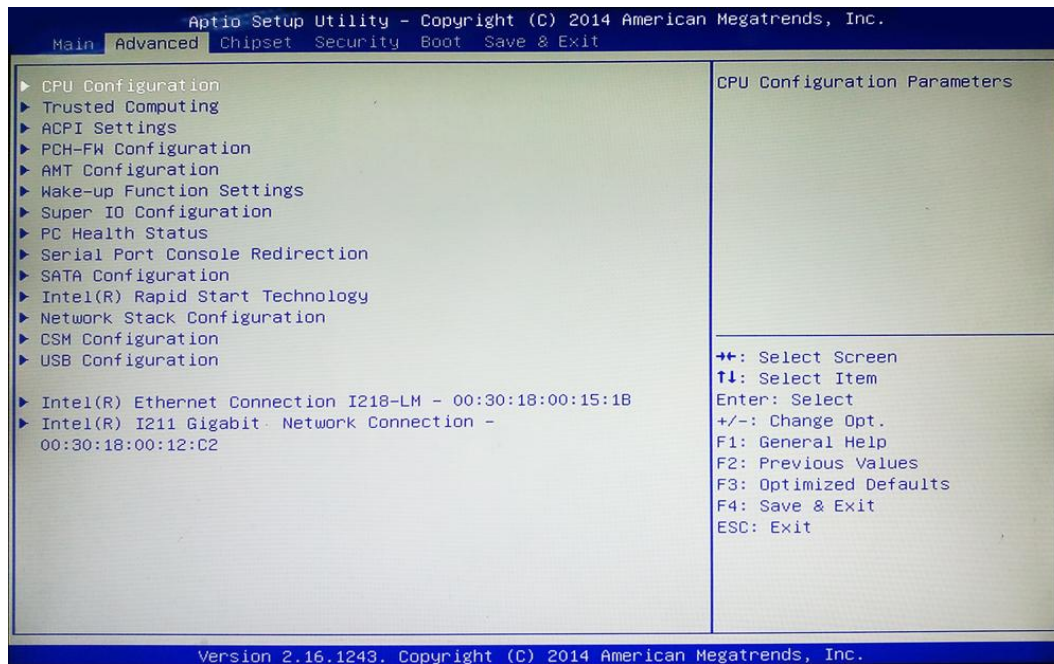 Aptio Setup Utility – Copyright (C) 2014 American Megatrends, Inc.
Main Advanced Chipset Security Boot Save & Exit
▶ CPU Configuration
▶ Trusted Computing
▶ ACPI Settings
▶ PCH-FW Configuration
▶ AMT Configuration
▶ Wake-up Function Settings
▶ Super IO Configuration
▶ PC Health Status
▶ Serial Port Console Redirection
▶ SATA Configuration
▶ Intel(R) Rapid Start Technology
▶ Network Stack Configuration
▶ CSM Configuration
▶ USB Configuration
▶ Intel(R) Ethernet Connection I218-LM – 00:30:18:00:15:1B
▶ Intel(R) I211 Gigabit Network Connection –
00:30:18:00:12:C2
CPU Configuration Parameters
→←: Select Screen
↑↓: Select Item
Enter: Select
+/-: Change Opt.
F1: General Help
F2: Previous Values
F3: Optimized Defaults
F4: Save & Exit
ESC: Exit
Version 2.16.1243. Copyright (C) 2014 American Megatrends, Inc.